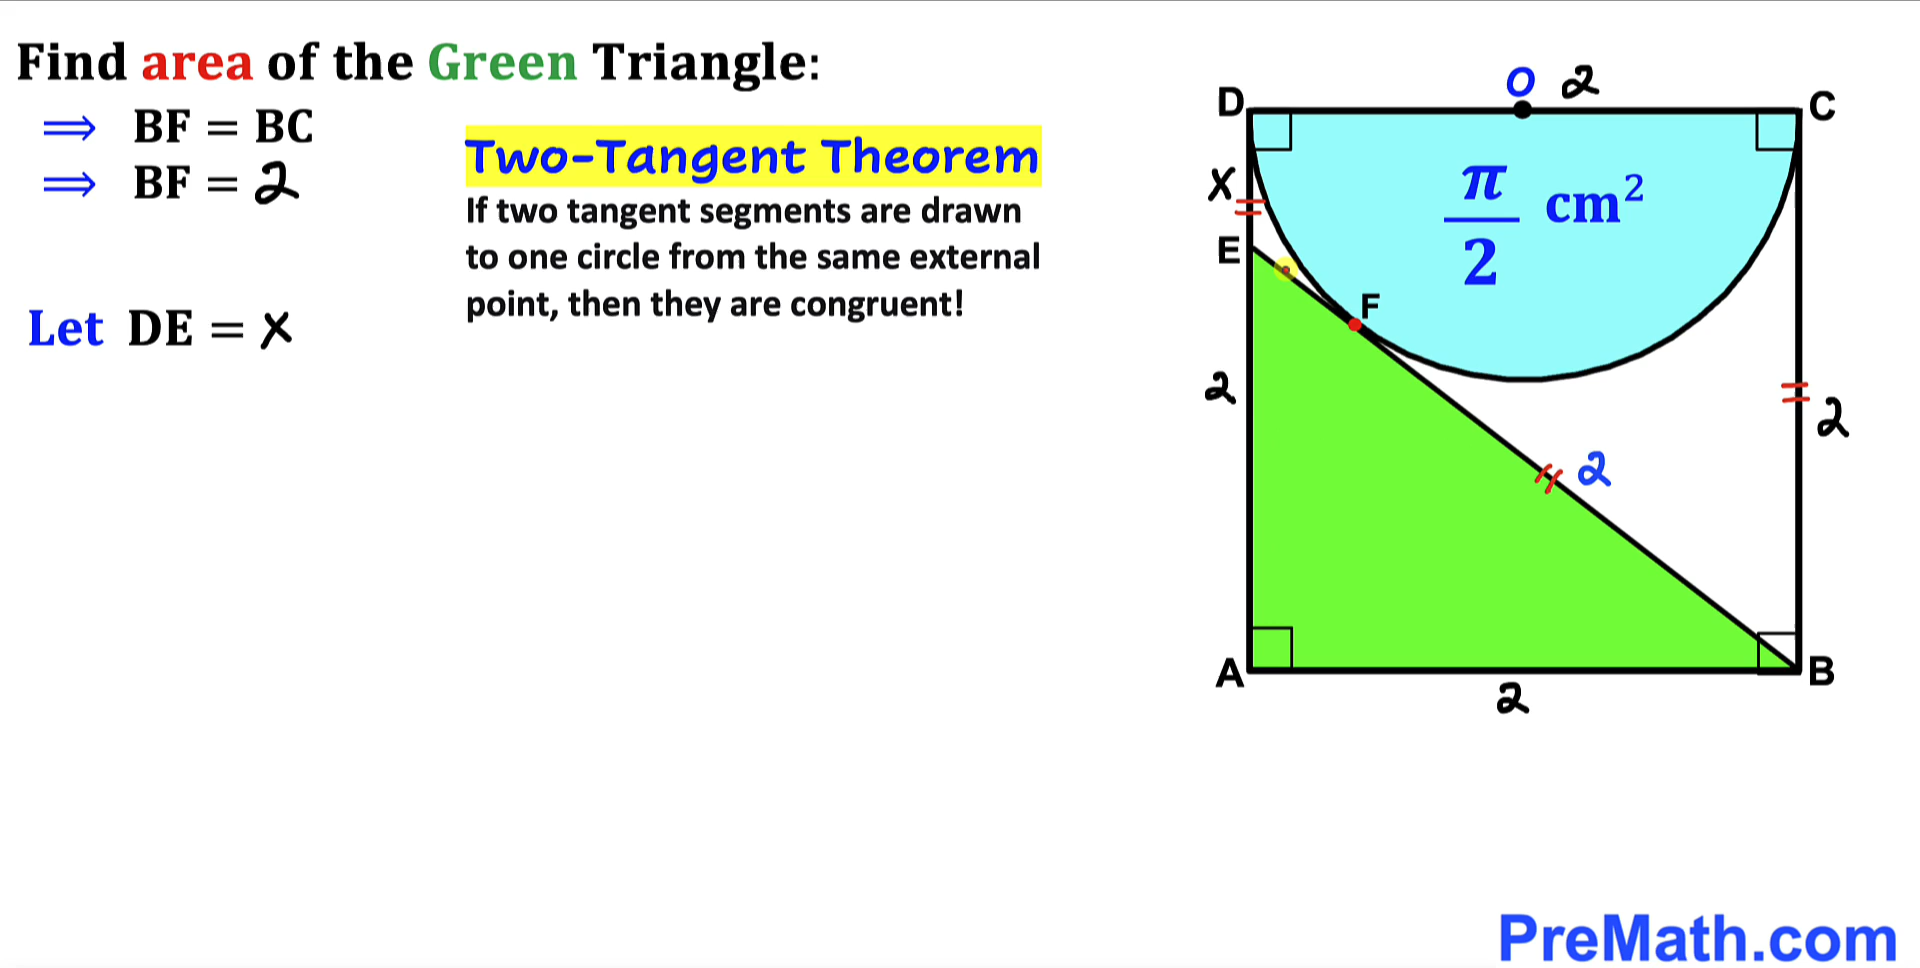 Find area of the Green Triangle:
⟹ BF = BC
⟹ BF = 2
Let DE = x
Two-Tangent Theorem
If two tangent segments are drawn
to one circle from the same external
point, then they are congruent!
O 2
D
C
x
π/2 cm²
E
F
2
2
2
A
B
2
PreMath.com